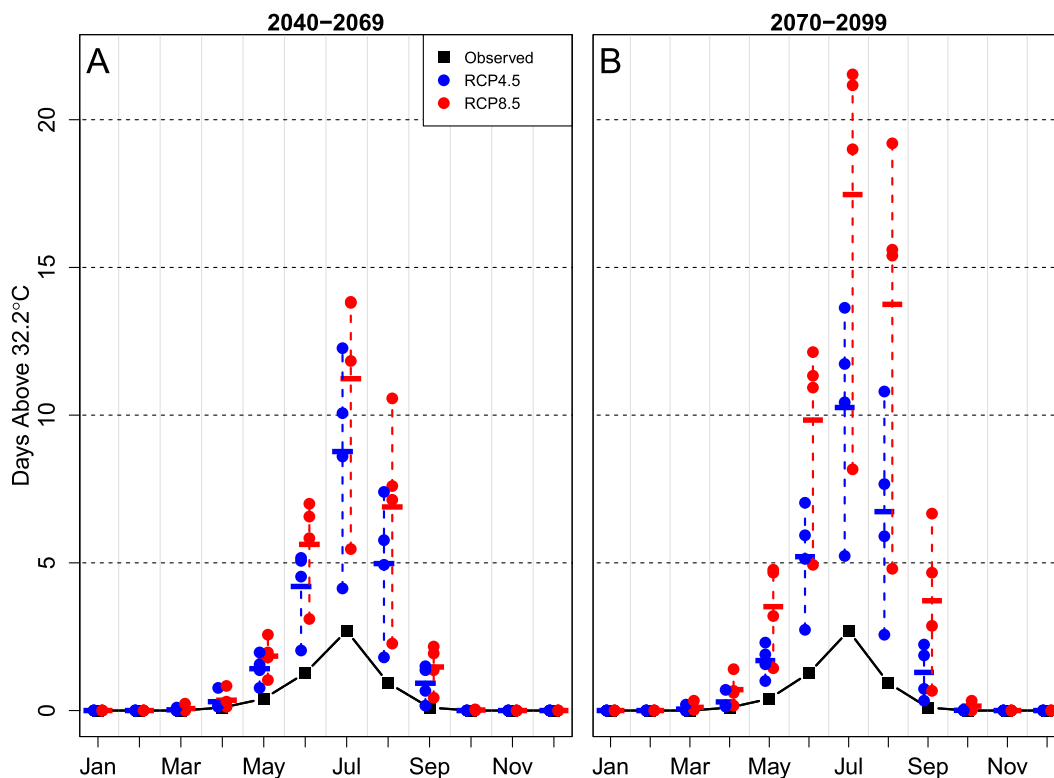 2040−2069
2070−2099
A
B
Observed
RCP4.5
RCP8.5
Days Above 32.2°C
20
15
10
5
0
Jan Mar May Jul Sep Nov
Jan Mar May Jul Sep Nov